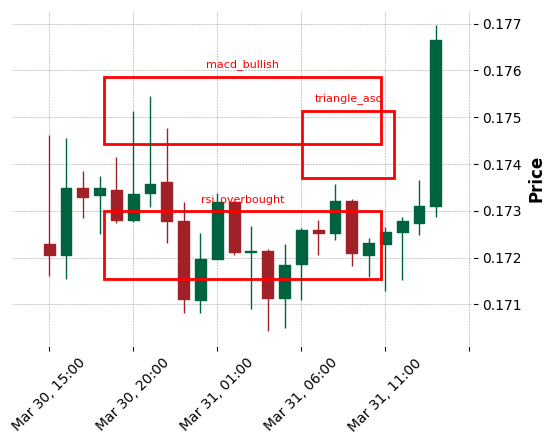 macd_bullish
triangle_asc
rsi_overbought
0.177
0.176
0.175
0.174
0.173
0.172
0.171
Price
Mar 30, 15:00
Mar 30, 20:00
Mar 31, 01:00
Mar 31, 06:00
Mar 31, 11:00